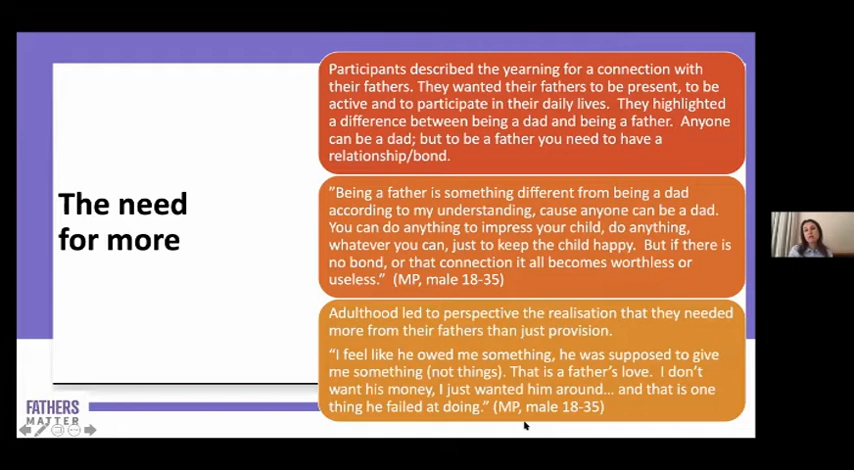 The need
for more
Participants described the yearning for a connection with
their fathers. They wanted their fathers to be present, to be
active and to participate in their daily lives. They highlighted
a difference between being a dad and being a father. Anyone
can be a dad; but to be a father you need to have a
relationship/bond.
"Being a father is something different from being a dad
according to my understanding, cause anyone can be a dad.
You can do anything to impress your child, do anything,
whatever you can, just to keep the child happy. But if there is
no bond, or that connection it all becomes worthless or
useless." (MP, male 18-35)
Adulthood led to perspective the realisation that they needed
more from their fathers than just provision.
"I feel like he owed me something, he was supposed to give
me something (not things). That is a father's love. I don't
want his money, I just wanted him around... and that is one
thing he failed at doing." (MP, male 18-35)
FATHERS
MATTER